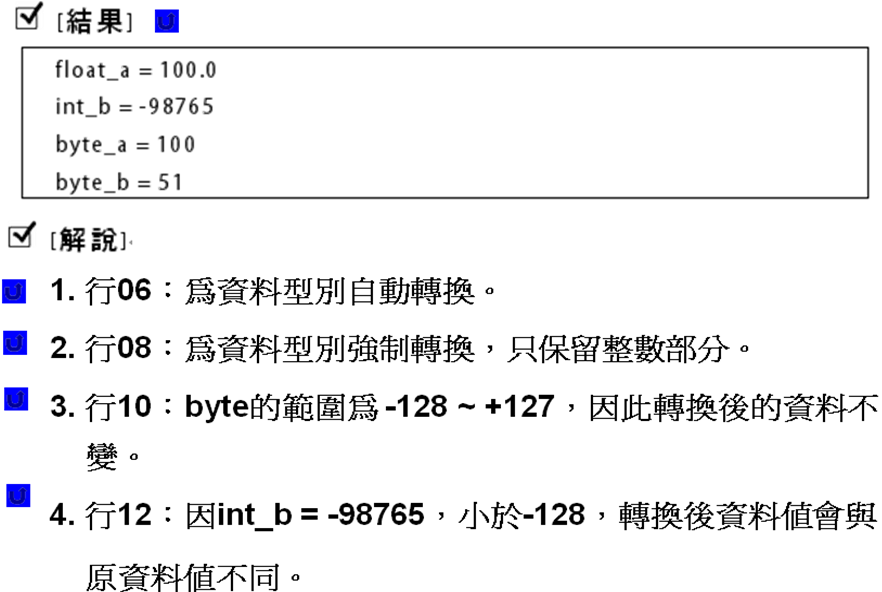 [結果]
float_a = 100.0
int_b = -98765
byte_a = 100
byte_b = 51
[解說]
1. 行06：爲資料型別自動轉換。
2. 行08：爲資料型別強制轉換，只保留整數部分。
3. 行10：byte的範圍爲 -128 ~ +127，因此轉換後的資料不
變。
4. 行12：因int_b = -98765，小於-128，轉換後資料值會與
原資料值不同。